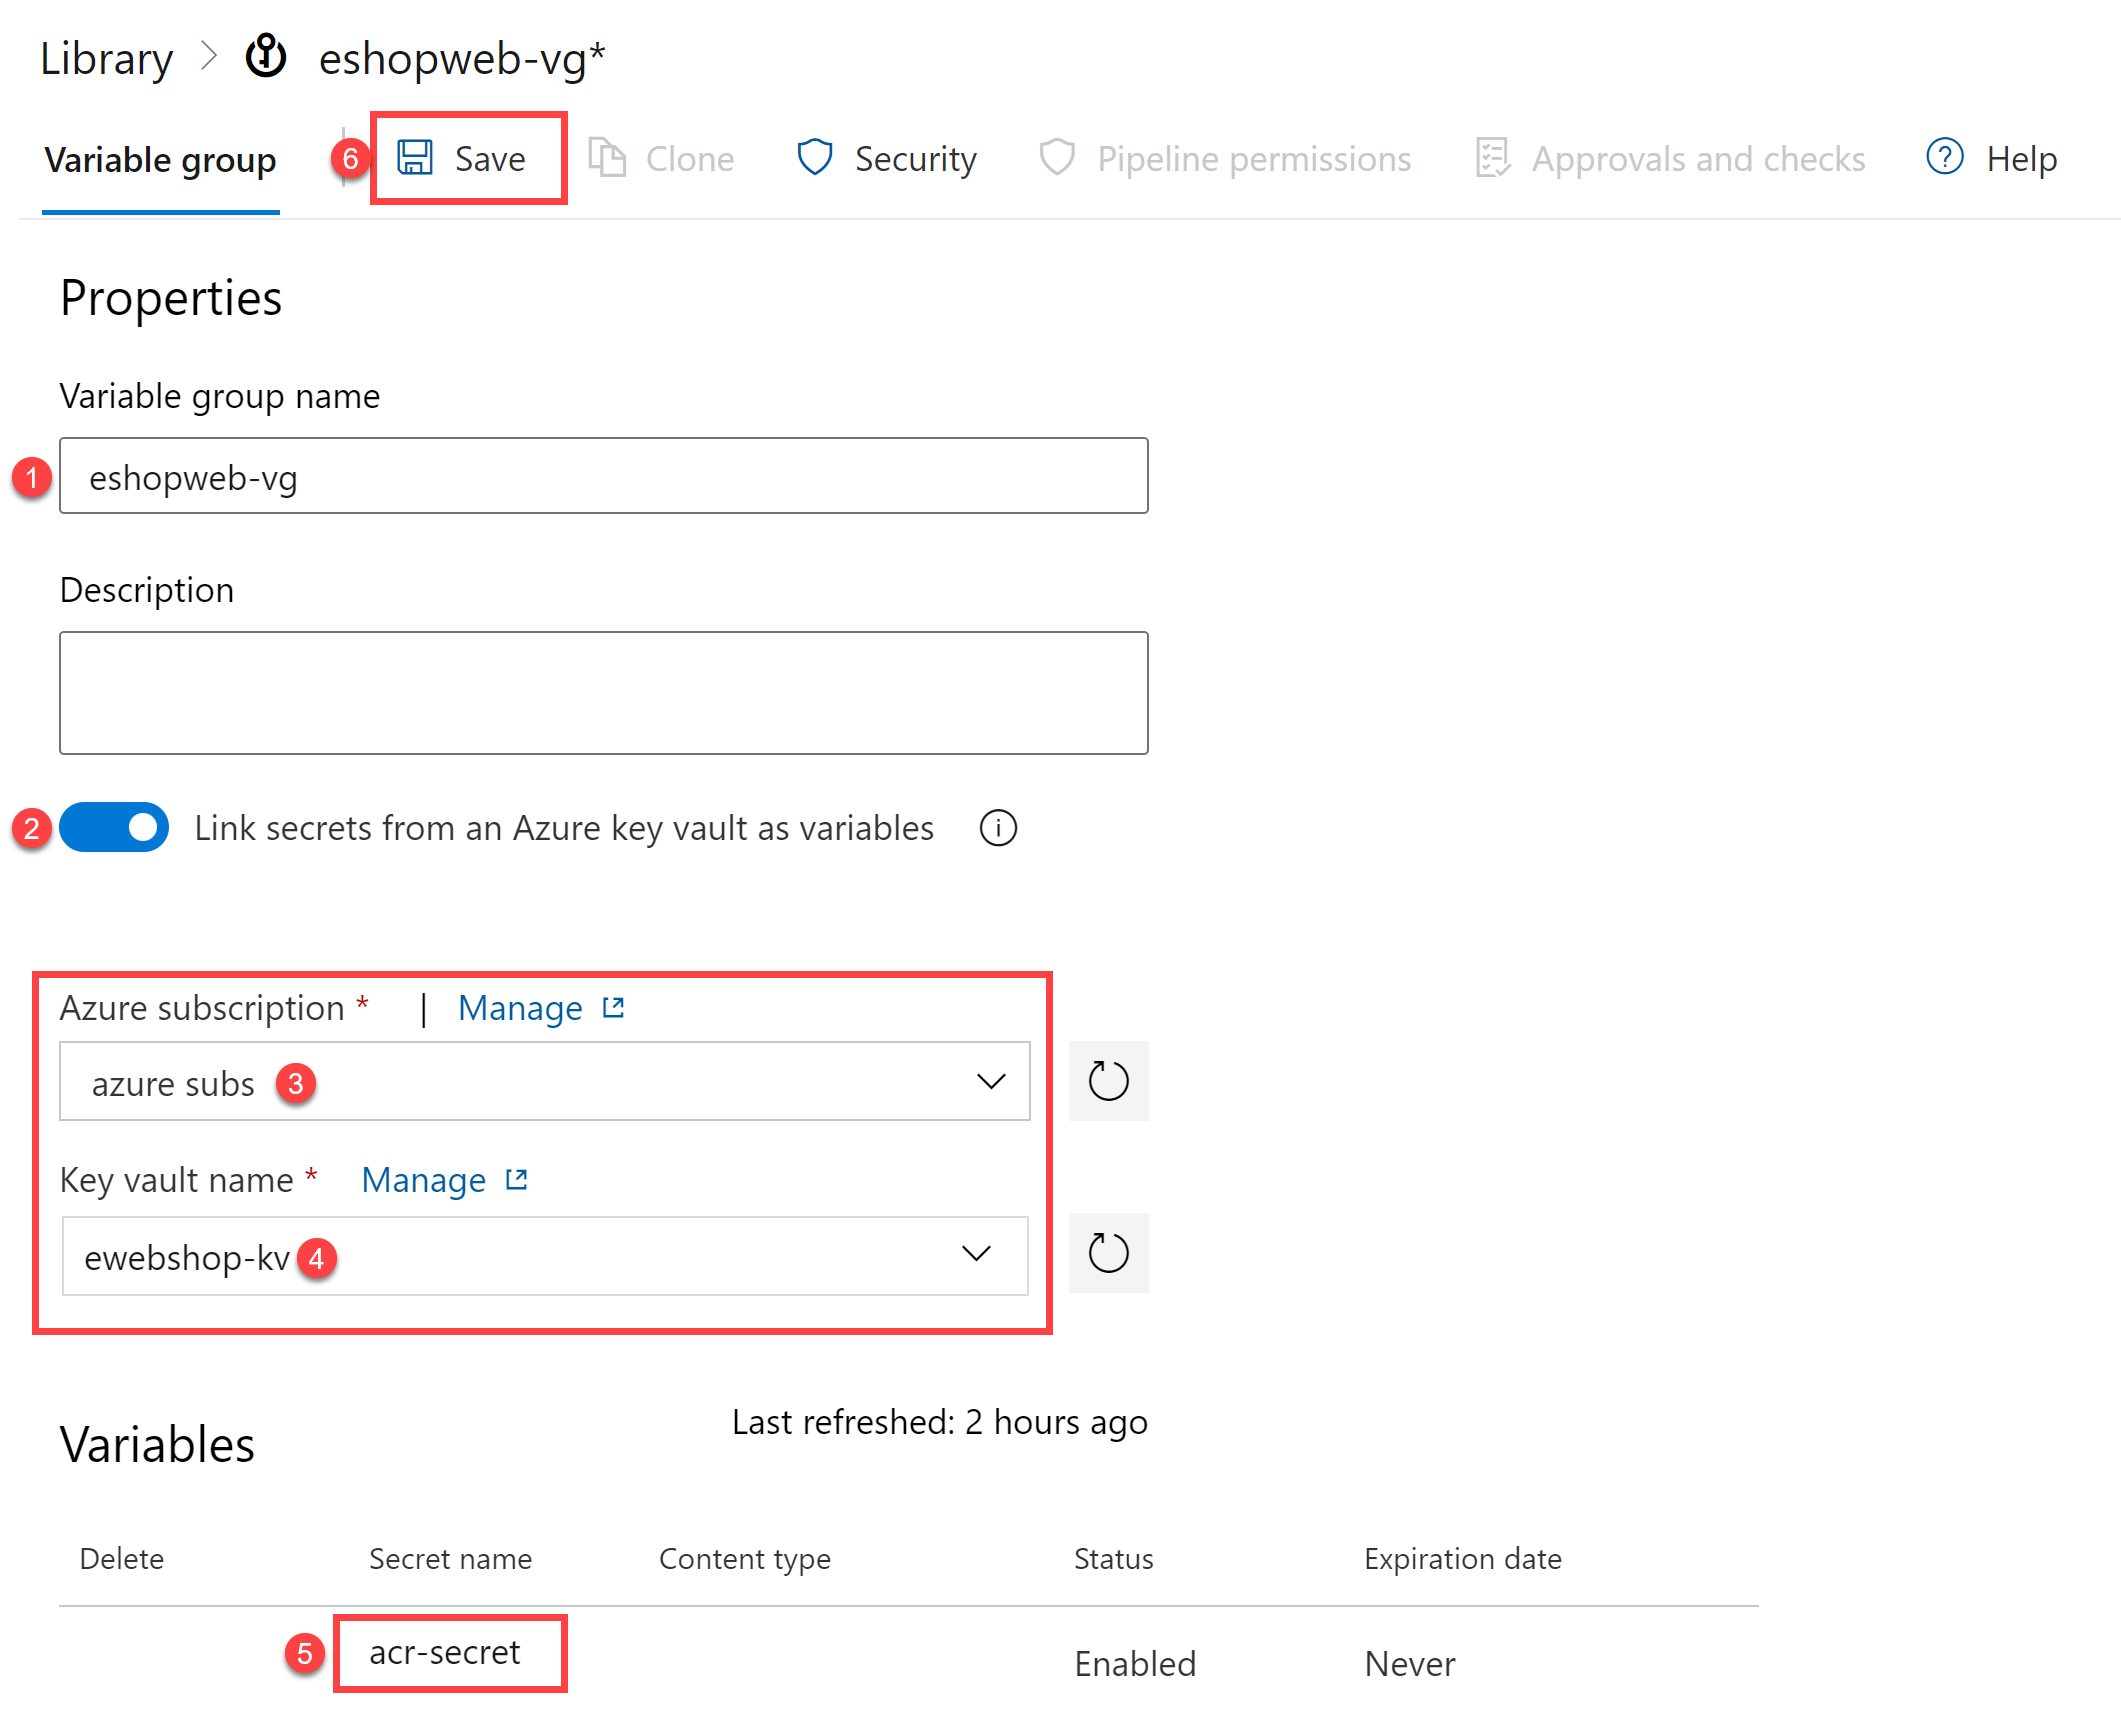 Library > eshopweb-vg*
Variable group 6 Save Clone Security Pipeline permissions Approvals and checks ? Help
Properties
Variable group name
1 eshopweb-vg
Description
2 Link secrets from an Azure key vault as variables i
Azure subscription * | Manage
azure subs 3
Key vault name * Manage
ewebshop-kv 4
Last refreshed: 2 hours ago
Variables
Delete Secret name Content type Status Expiration date
5 acr-secret Enabled Never